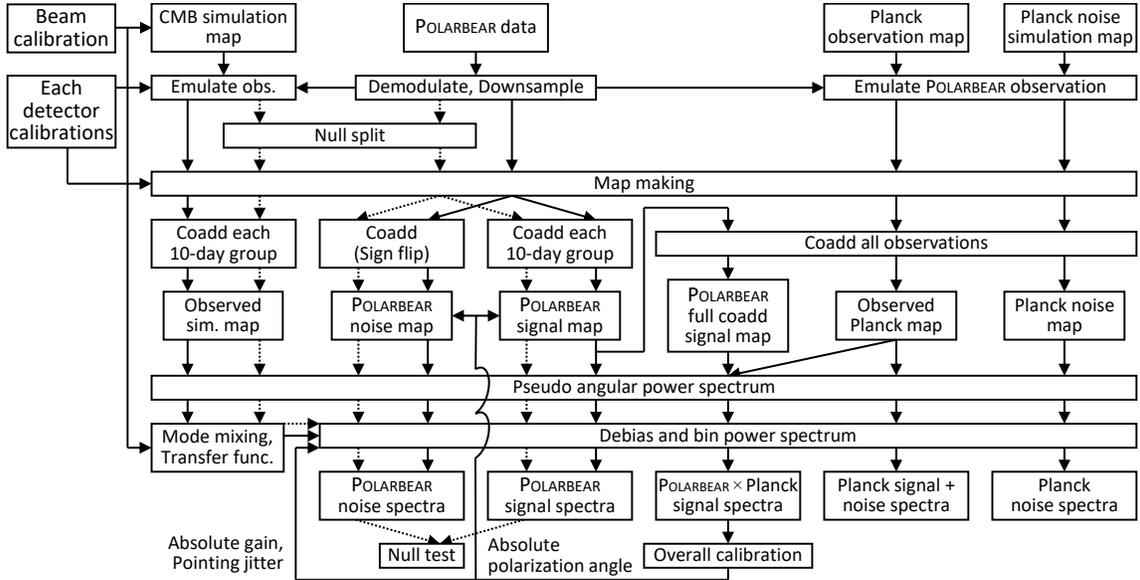 Beam
calibration
CMB simulation
map
POLARBEAR data
Planck
observation map
Planck noise
simulation map
Each
detector
calibrations
Emulate obs.
Demodulate, Downsample
Emulate POLARBEAR observation
Null split
Map making
Coadd each
10-day group
Coadd
(Sign flip)
Coadd each
10-day group
Coadd all observations
Observed
sim. map
POLARBEAR
noise map
POLARBEAR
signal map
POLARBEAR
full coadd
signal map
Observed
Planck map
Planck noise
map
Pseudo angular power spectrum
Mode mixing,
Transfer func.
Debias and bin power spectrum
POLARBEAR
noise spectra
POLARBEAR
signal spectra
POLARBEAR × Planck
signal spectra
Planck signal +
noise spectra
Planck
noise spectra
Absolute gain,
Pointing jitter
Null test
Absolute
polarization angle
Overall calibration